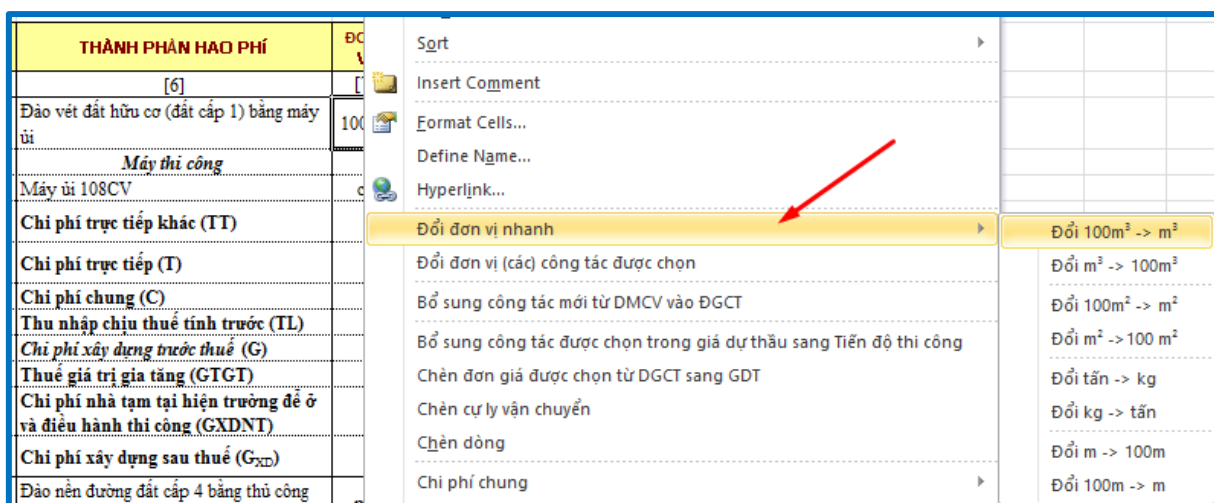 THÀNH PHẦN HAO PHÍ
[6]
Đào vét đất hữu cơ (đất cấp 1) bằng máy
ủi
100
Máy thi công
Máy ủi 108CV
Chi phí trực tiếp khác (TT)
Chi phí trực tiếp (T)
Chi phí chung (C)
Thu nhập chịu thuế tính trước (TL)
Chi phí xây dựng trước thuế (G)
Thuế giá trị gia tăng (GTGT)
Chi phí nhà tạm tại hiện trường để ở
và điều hành thi công (GXDNT)
Chi phí xây dựng sau thuế (G_XD)
Đào nền đường đất cấp 4 bằng thủ công
Sort
Insert Comment
Format Cells...
Define Name...
Hyperlink...
Đổi đơn vị nhanh
Đổi đơn vị (các) công tác được chọn
Bổ sung công tác mới từ DMCV vào ĐGCT
Bổ sung công tác được chọn trong giá dự thầu sang Tiến độ thi công
Chèn đơn giá được chọn từ DGCT sang GDT
Chèn cự ly vận chuyển
Chèn dòng
Chi phí chung
Đổi 100m³ -> m³
Đổi m³ -> 100m³
Đổi 100m² -> m²
Đổi m² ->100 m²
Đổi tấn -> kg
Đổi kg -> tấn
Đổi m -> 100m
Đổi 100m -> m